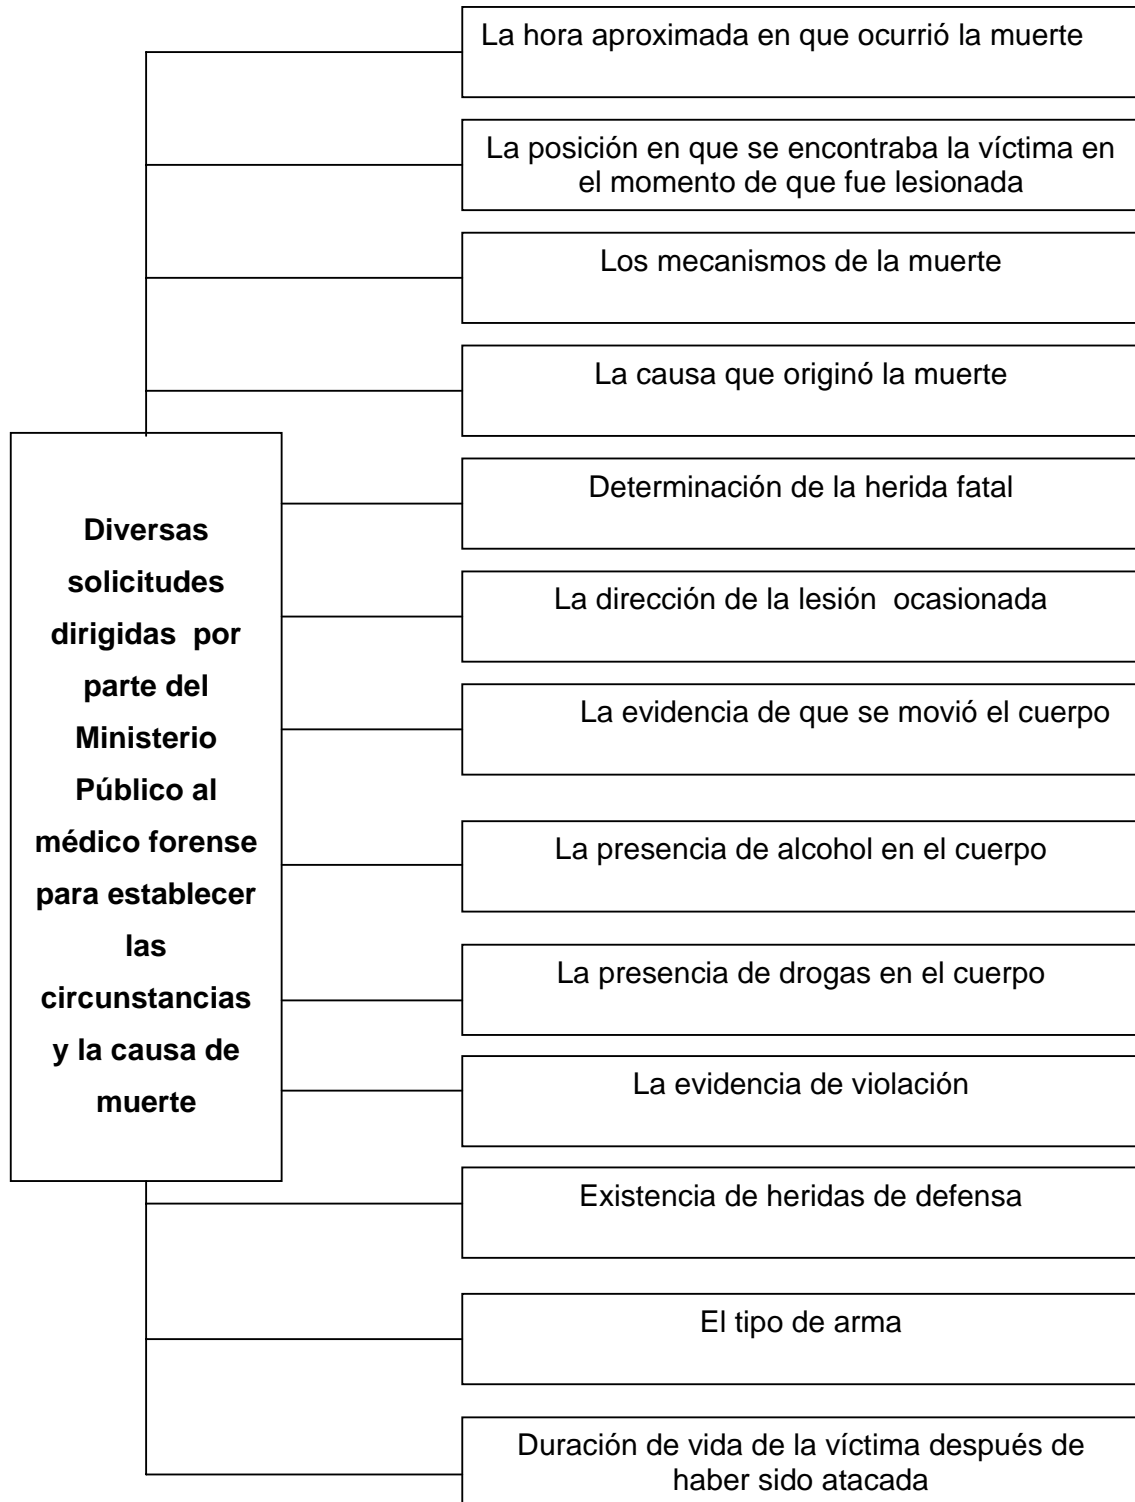 La hora aproximada en que ocurrió la muerte
La posición en que se encontraba la víctima en
el momento de que fue lesionada
Los mecanismos de la muerte
La causa que originó la muerte
Diversas
solicitudes
dirigidas por
parte del
Ministerio
Público al
médico forense
para establecer
las
circunstancias
y la causa de
muerte
Determinación de la herida fatal
La dirección de la lesión ocasionada
La evidencia de que se movió el cuerpo
La presencia de alcohol en el cuerpo
La presencia de drogas en el cuerpo
La evidencia de violación
Existencia de heridas de defensa
El tipo de arma
Duración de vida de la víctima después de
haber sido atacada